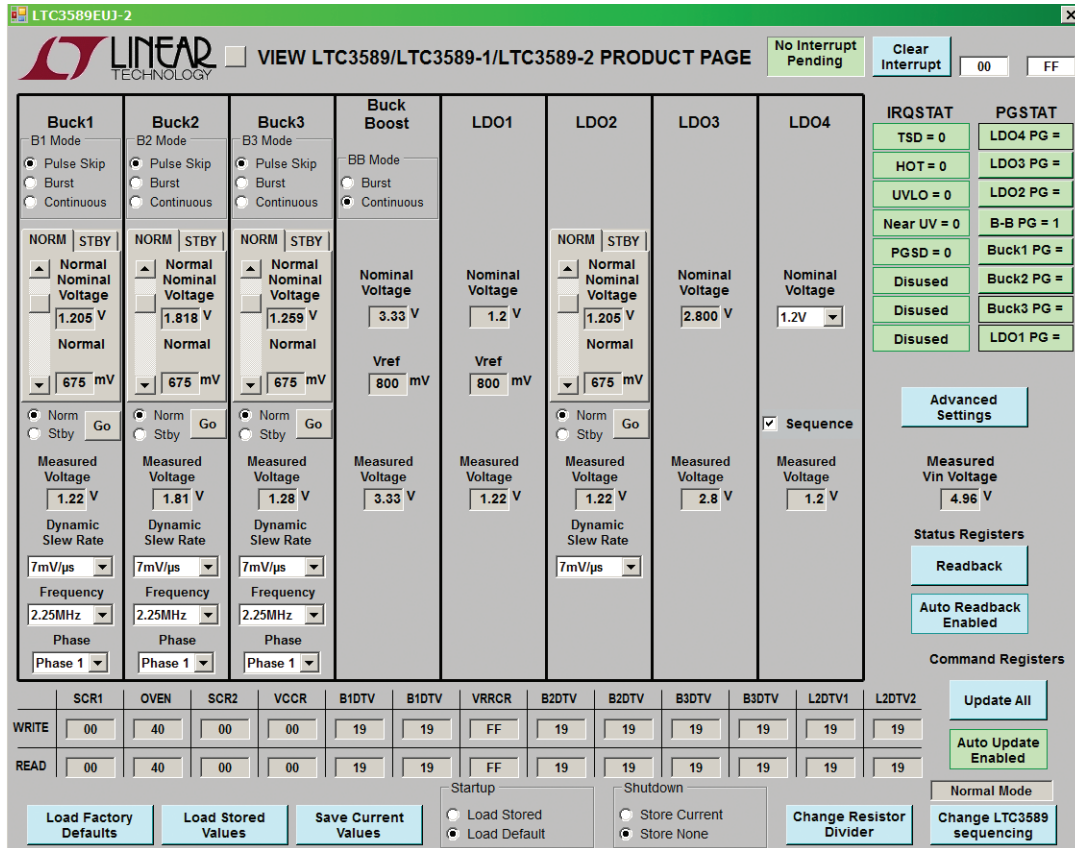 LTC3589EUJ-2
LINEAR
TECHNOLOGY
VIEW LTC3589/LTC3589-1/LTC3589-2 PRODUCT PAGE
No Interrupt
Pending
Clear
Interrupt
00 FF
Buck1 Buck2 Buck3 Buck
Boost LDO1 LDO2 LDO3 LDO4
IRQSTAT PGSTAT
B1 Mode B2 Mode B3 Mode BB Mode
Pulse Skip Pulse Skip Pulse Skip
Burst Burst Burst Burst
Continuous Continuous Continuous Continuous
TSD = 0 LDO4 PG =
HOT = 0 LDO3 PG =
UVLO = 0 LDO2 PG =
Near UV = 0 B-B PG = 1
PGSD = 0 Buck1 PG =
Disused Buck2 PG =
Disused Buck3 PG =
Disused LDO1 PG =
NORM STBY NORM STBY NORM STBY NORM STBY
Normal Normal Normal Normal
Nominal Nominal Nominal Nominal Nominal Nominal Nominal Nominal
Voltage Voltage Voltage Voltage Voltage Voltage Voltage Voltage
1.205 V 1.818 V 1.259 V 3.33 V 1.2 V 1.205 V 2.800 V 1.2V
Normal Normal Normal Normal
Vref Vref
675 mV 675 mV 675 mV 800 mV 800 mV 675 mV
Norm Norm Norm Norm
Stby Stby Stby Stby
Go Go Go Go
Sequence
Advanced
Settings
Measured Measured Measured Measured Measured Measured Measured Measured
Voltage Voltage Voltage Voltage Voltage Voltage Voltage Voltage
1.22 V 1.81 V 1.28 V 3.33 V 1.22 V 1.22 V 2.8 V 1.2 V
Measured
Vin Voltage
4.96 V
Dynamic Dynamic Dynamic Dynamic
Slew Rate Slew Rate Slew Rate Slew Rate
7mV/µs 7mV/µs 7mV/µs 7mV/µs
Frequency Frequency Frequency
2.25MHz 2.25MHz 2.25MHz
Phase Phase Phase
Phase 1 Phase 1 Phase 1
Status Registers
Readback
Auto Readback
Enabled
Command Registers
Update All
Auto Update
Enabled
Normal Mode
SCR1 OVEN SCR2 VCCR B1DTV B1DTV VRRCR B2DTV B2DTV B3DTV B3DTV L2DTV1 L2DTV2
WRITE 00 40 00 00 19 19 FF 19 19 19 19 19 19
READ 00 40 00 00 19 19 FF 19 19 19 19 19 19
Load Factory
Defaults
Load Stored
Values
Save Current
Values
Startup
Load Stored
Load Default
Shutdown
Store Current
Store None
Change Resistor
Divider
Change LTC3589
sequencing